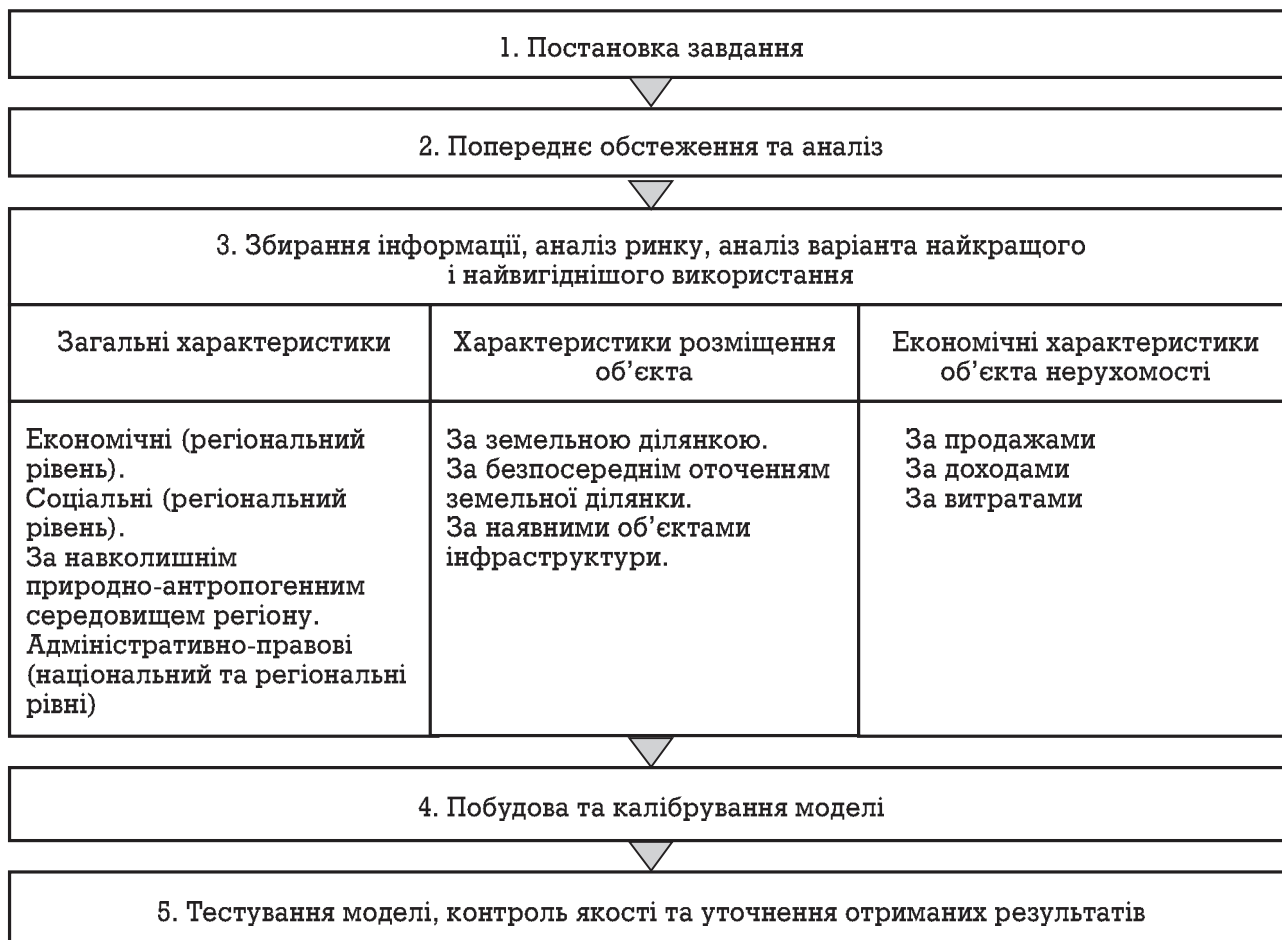 1. Постановка завдання
2. Попереднє обстеження та аналіз
3. Збирання інформації, аналіз ринку, аналіз варіанта найкращого
і найвигіднішого використання
Загальні характеристики
Характеристики розміщення
об’єкта
Економічні характеристики
об’єкта нерухомості
Економічні (регіональний
рівень).
Соціальні (регіональний
рівень).
За навколишнім
природно-антропогенним
середовищем регіону.
Адміністративно-правові
(національний та регіональні
рівні)
За земельною ділянкою.
За безпосереднім оточенням
земельної ділянки.
За наявними об’єктами
інфраструктури.
За продажами
За доходами
За витратами
4. Побудова та калібрування моделі
5. Тестування моделі, контроль якості та уточнення отриманих результатів